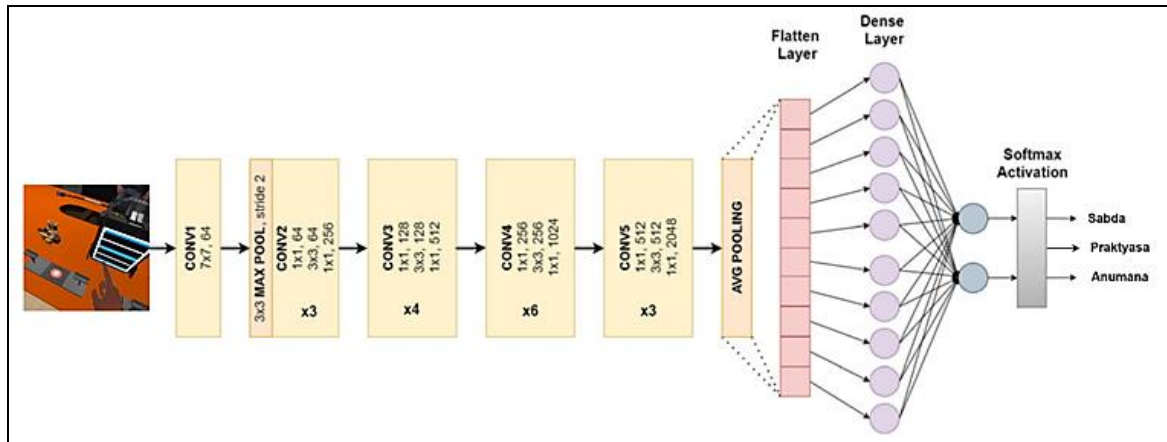 CONV1
7x7, 64
3x3 MAX POOL, stride 2
CONV2
1x1, 64
3x3, 64
1x1, 256
x3
CONV3
1x1, 128
3x3, 128
1x1, 512
x4
CONV4
1x1, 256
3x3, 256
1x1, 1024
x6
CONV5
1x1, 512
3x3, 512
1x1, 2048
x3
AVG POOLING
Flatten
Layer
Dense
Layer
Softmax
Activation
Sabda
Praktyasa
Anumana